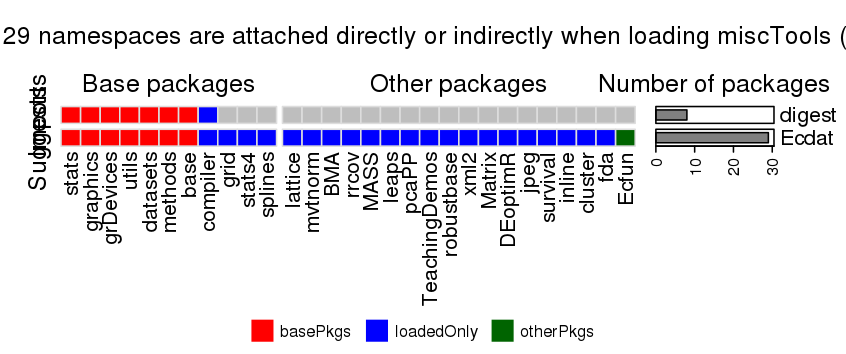 29 namespaces are attached directly or indirectly when loading miscTools (
Base packages
Other packages
Number of packages
Suggests
digest
Ecdat
stats
graphics
grDevices
utils
datasets
methods
base
compiler
grid
stats4
splines
lattice
mvtnorm
BMA
rrcov
MASS
leaps
pcaPP
TeachingDemos
robustbase
xml2
Matrix
DEoptimR
jpeg
survival
inline
cluster
fda
Ecfun
0
10
20
30
basePkgs
loadedOnly
otherPkgs